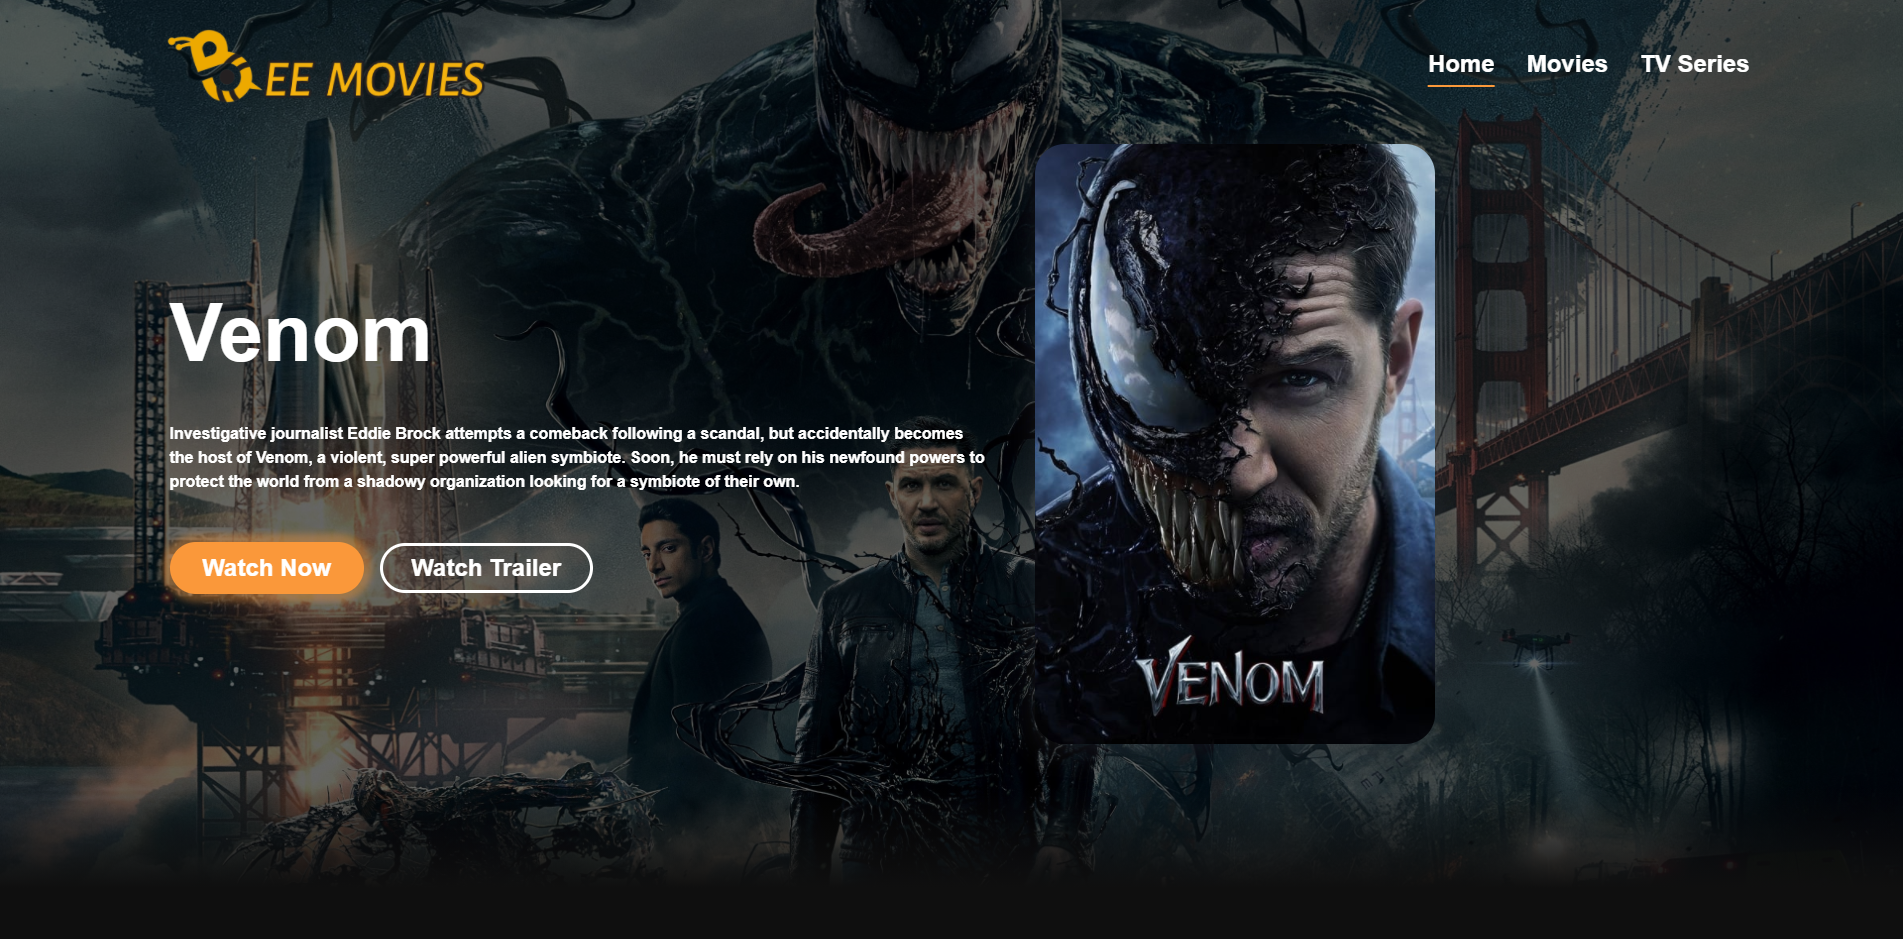 BEE MOVIES
Home Movies TV Series
Venom
Investigative journalist Eddie Brock attempts a comeback following a scandal, but accidentally becomes
the host of Venom, a violent, super powerful alien symbiote. Soon, he must rely on his newfound powers to
protect the world from a shadowy organization looking for a symbiote of their own.
Watch Now Watch Trailer
VENOM